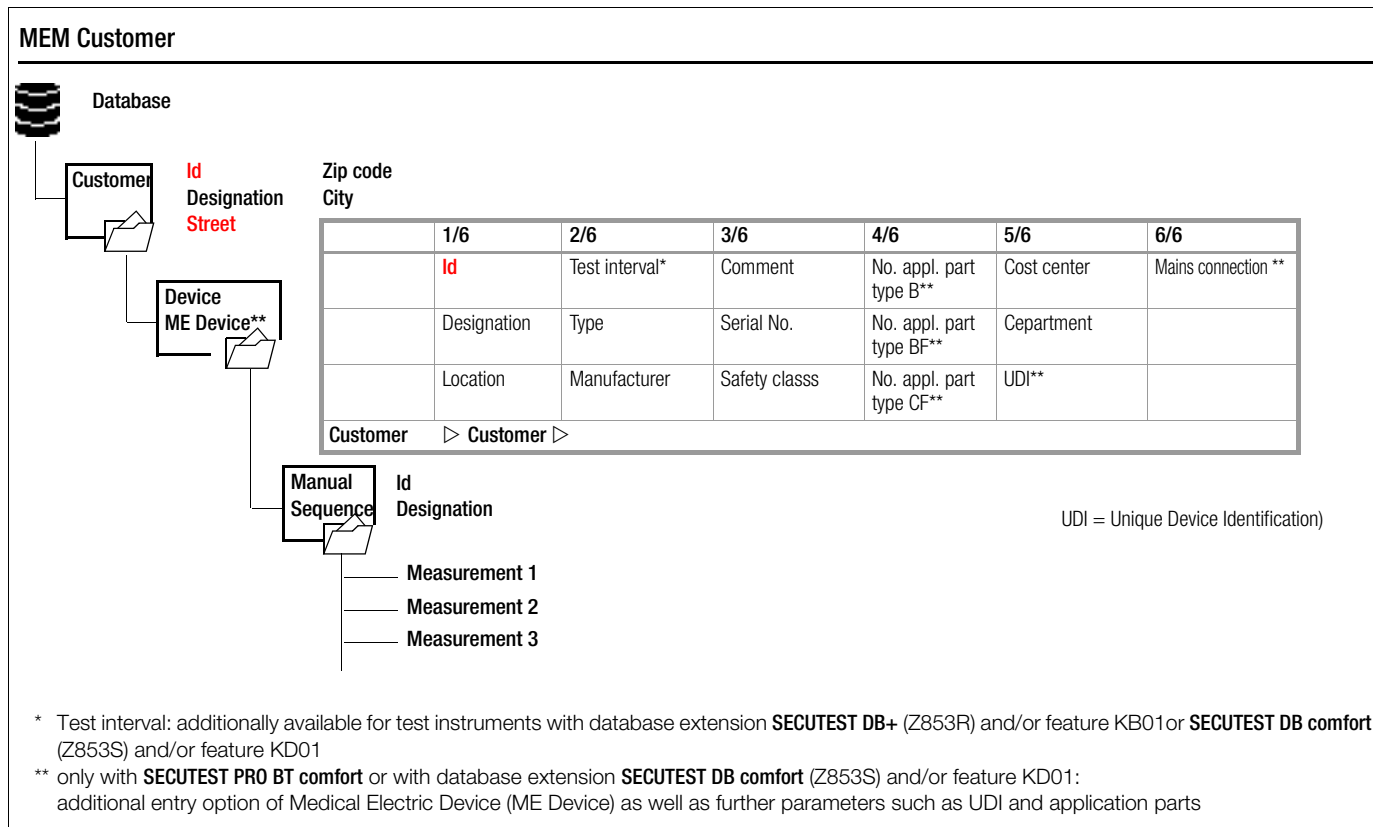 MEM Customer
Database
Customer
Id
Designation
Street
Zip code
City
1/6 2/6 3/6 4/6 5/6 6/6
Id Test interval* Comment No. appl. part type B** Cost center Mains connection **
Designation Type Serial No. No. appl. part type BF** Cepartment
Location Manufacturer Safety classs No. appl. part type CF** UDI**
Customer ▷ Customer ▷
Device
ME Device**
Manual
Sequence
Id
Designation
UDI = Unique Device Identification)
Measurement 1
Measurement 2
Measurement 3
* Test interval: additionally available for test instruments with database extension SECUTEST DB+ (Z853R) and/or feature KB01or SECUTEST DB comfort
(Z853S) and/or feature KD01
** only with SECUTEST PRO BT comfort or with database extension SECUTEST DB comfort (Z853S) and/or feature KD01:
additional entry option of Medical Electric Device (ME Device) as well as further parameters such as UDI and application parts